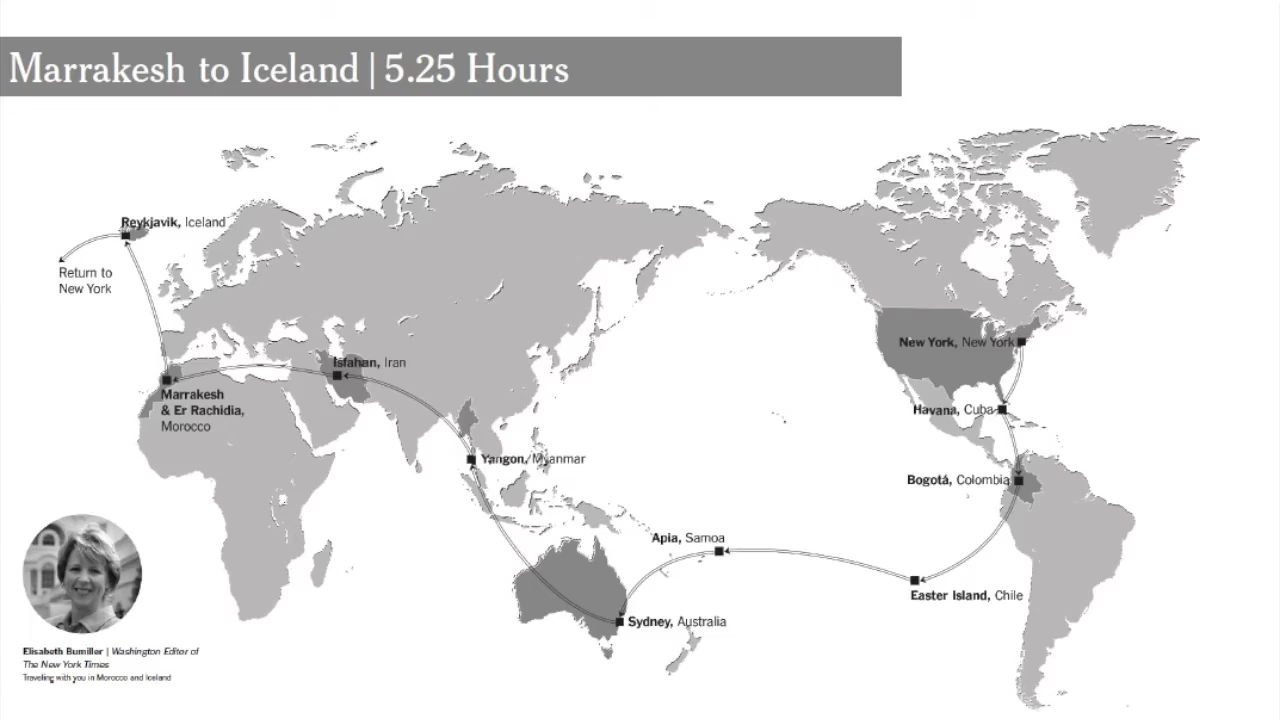 Marrakesh to Iceland | 5.25 Hours
Reykjavik, Iceland
Return to
New York
New York, New York
Isfahan, Iran
Marrakesh
& Er Rachidia,
Morocco
Havana, Cuba
Yangon, Myanmar
Bogotá, Colombia
Apia, Samoa
Easter Island, Chile
Sydney, Australia
Elisabeth Bumiller | Washington Editor of
The New York Times
Traveling with you in Morocco and Iceland